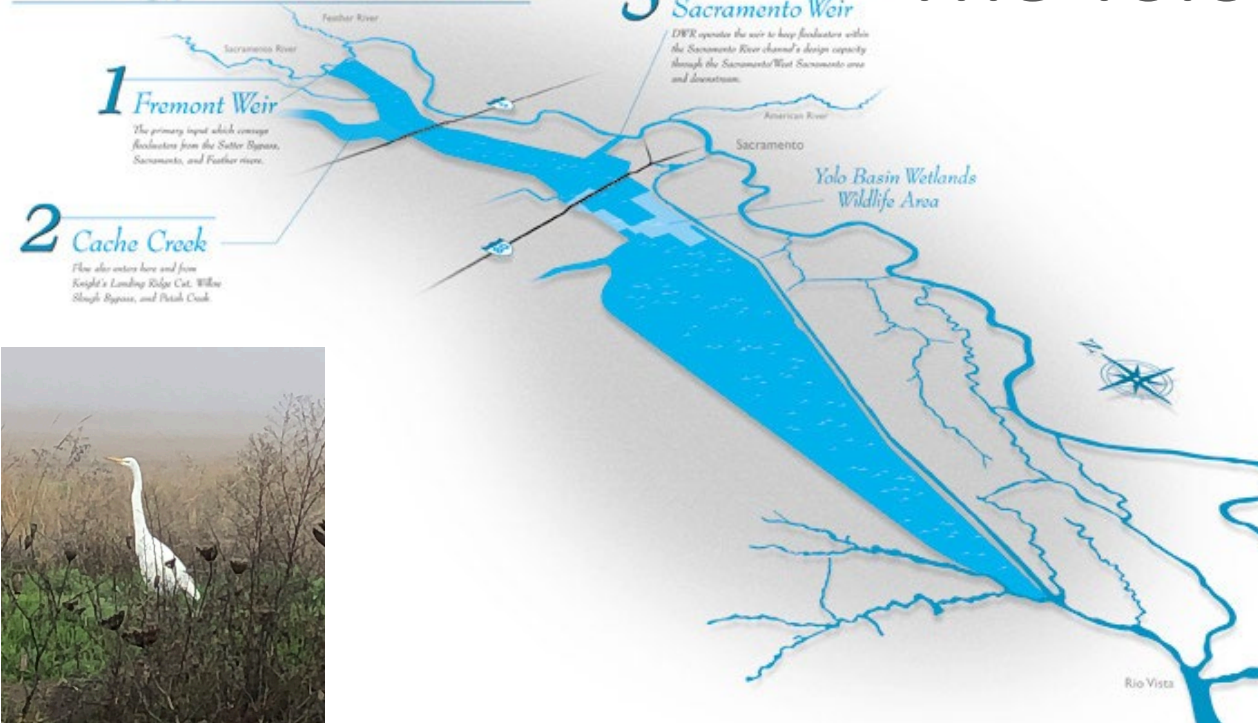 3 Sacramento Weir
DWR operates the weir to keep floodwaters within
the Sacramento River channel's design capacity
through the Sacramento/West Sacramento area
and downstream.
Feather River
Sacramento River
1 Fremont Weir
The primary input which conveys
floodwaters from the Sutter Bypass,
Sacramento, and Feather rivers.
American River
Sacramento
Yolo Basin Wetlands
Wildlife Area
2 Cache Creek
Flow also enters here and from
Knight's Landing Ridge Cut, Willow
Slough Bypass, and Putah Creek.
80
N
Rio Vista